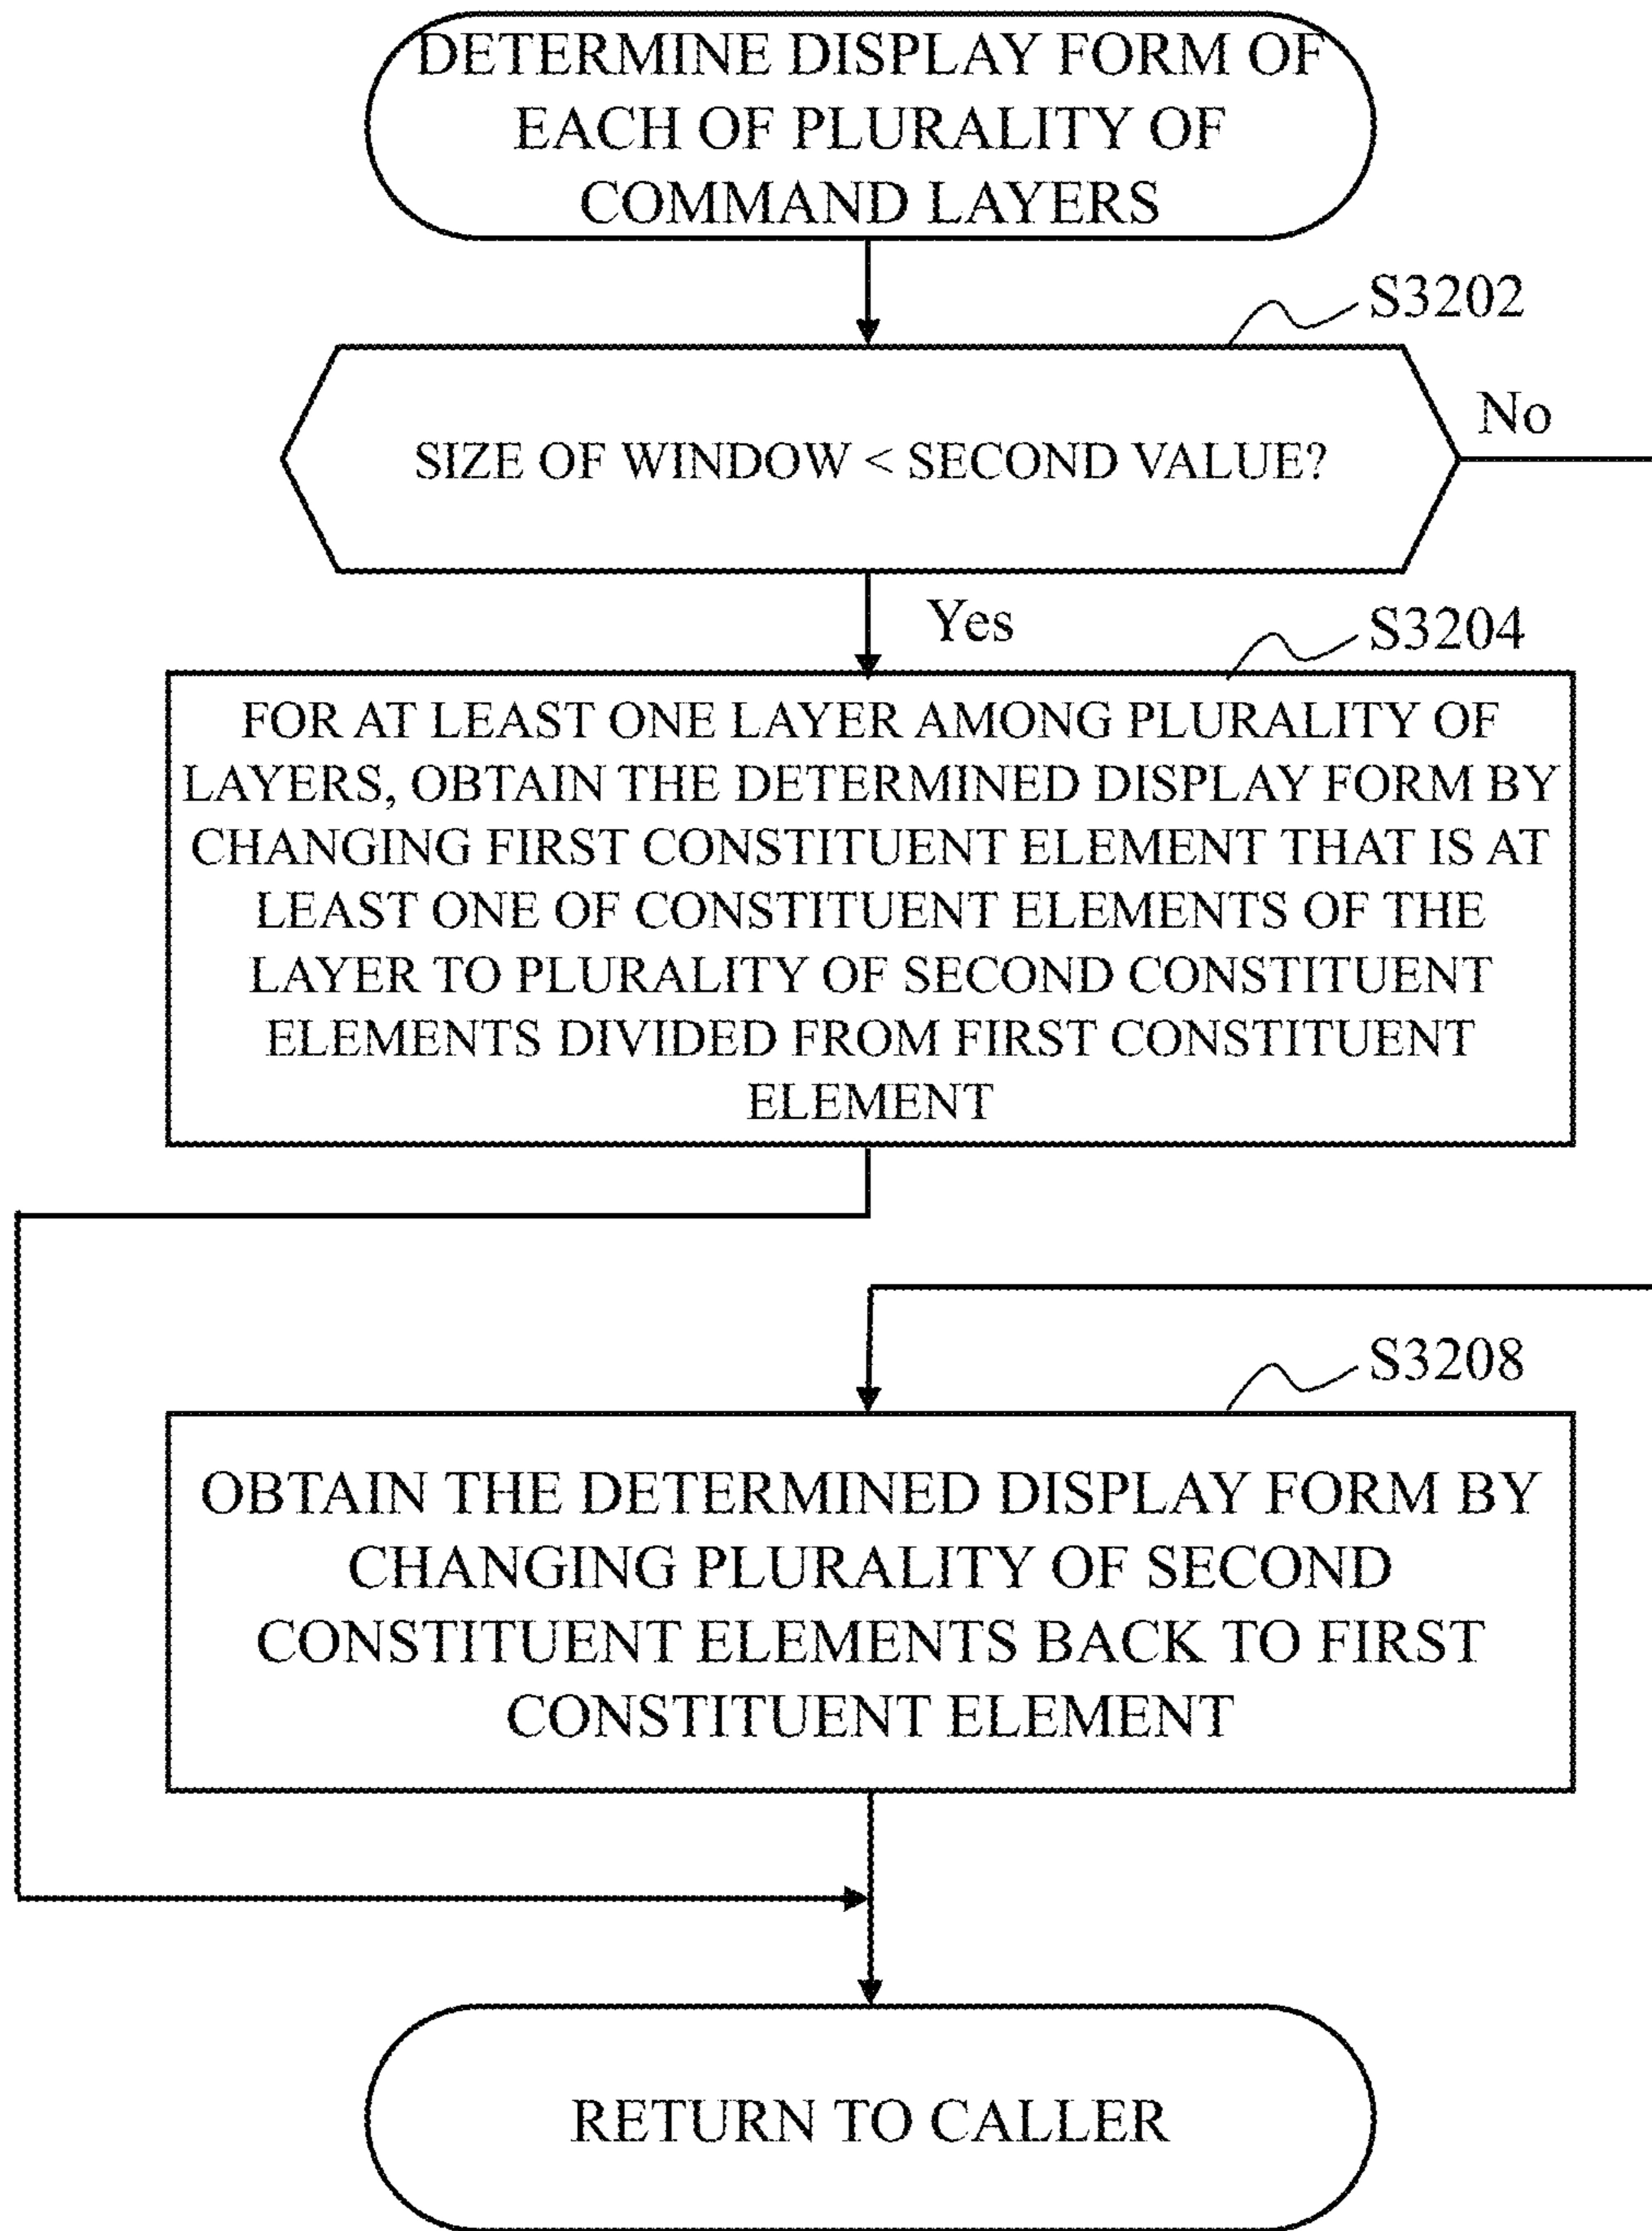 DETERMINE DISPLAY FORM OF
EACH OF PLURALITY OF
COMMAND LAYERS
S3202
SIZE OF WINDOW < SECOND VALUE?
No
Yes
S3204
FOR AT LEAST ONE LAYER AMONG PLURALITY OF
LAYERS, OBTAIN THE DETERMINED DISPLAY FORM BY
CHANGING FIRST CONSTITUENT ELEMENT THAT IS AT
LEAST ONE OF CONSTITUENT ELEMENTS OF THE
LAYER TO PLURALITY OF SECOND CONSTITUENT
ELEMENTS DIVIDED FROM FIRST CONSTITUENT
ELEMENT
S3208
OBTAIN THE DETERMINED DISPLAY FORM BY
CHANGING PLURALITY OF SECOND
CONSTITUENT ELEMENTS BACK TO FIRST
CONSTITUENT ELEMENT
RETURN TO CALLER